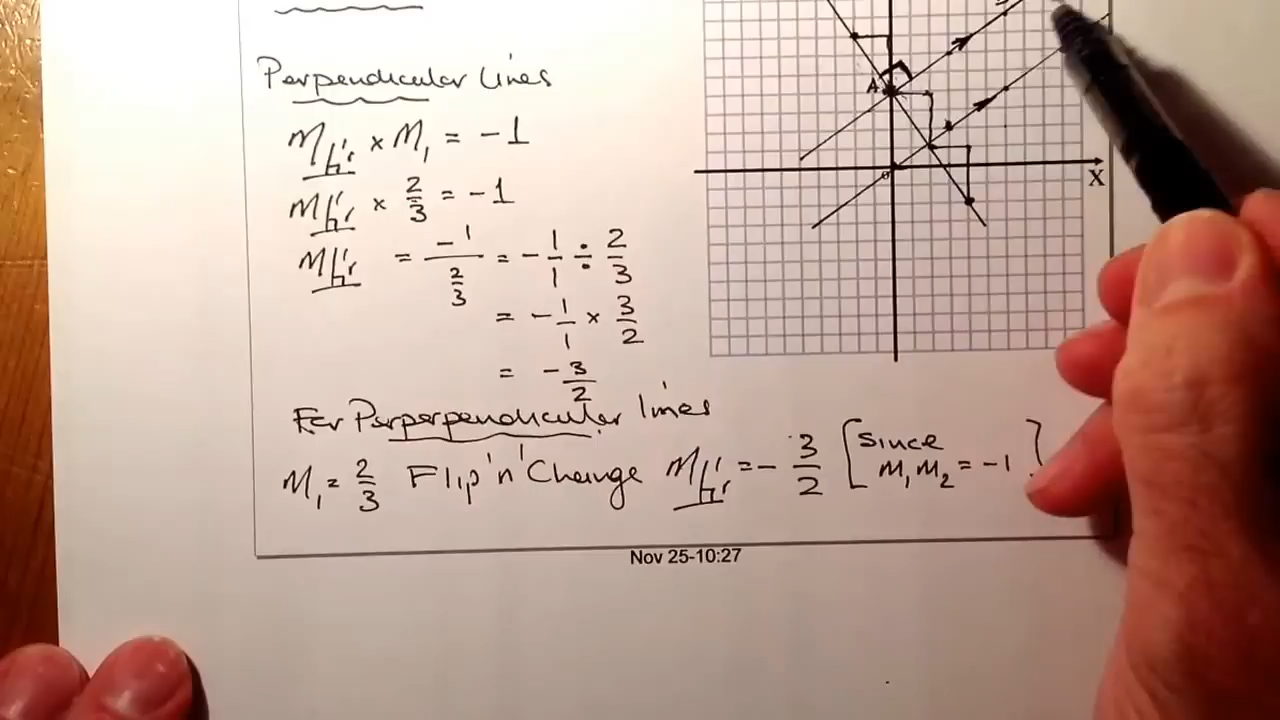 Perpendicular lines
M⊥'r × M₁ = -1
M⊥'r × 2/3 = -1
M⊥'r = -1/(2/3) = -1/1 ÷ 2/3
= -1/1 × 3/2
= -3/2
For Perperpendicular lines
M₁ = 2/3 Flip 'n' Change M⊥'r = -3/2 [since
M₁M₂ = -1]
Nov 25-10:27
A
o
X